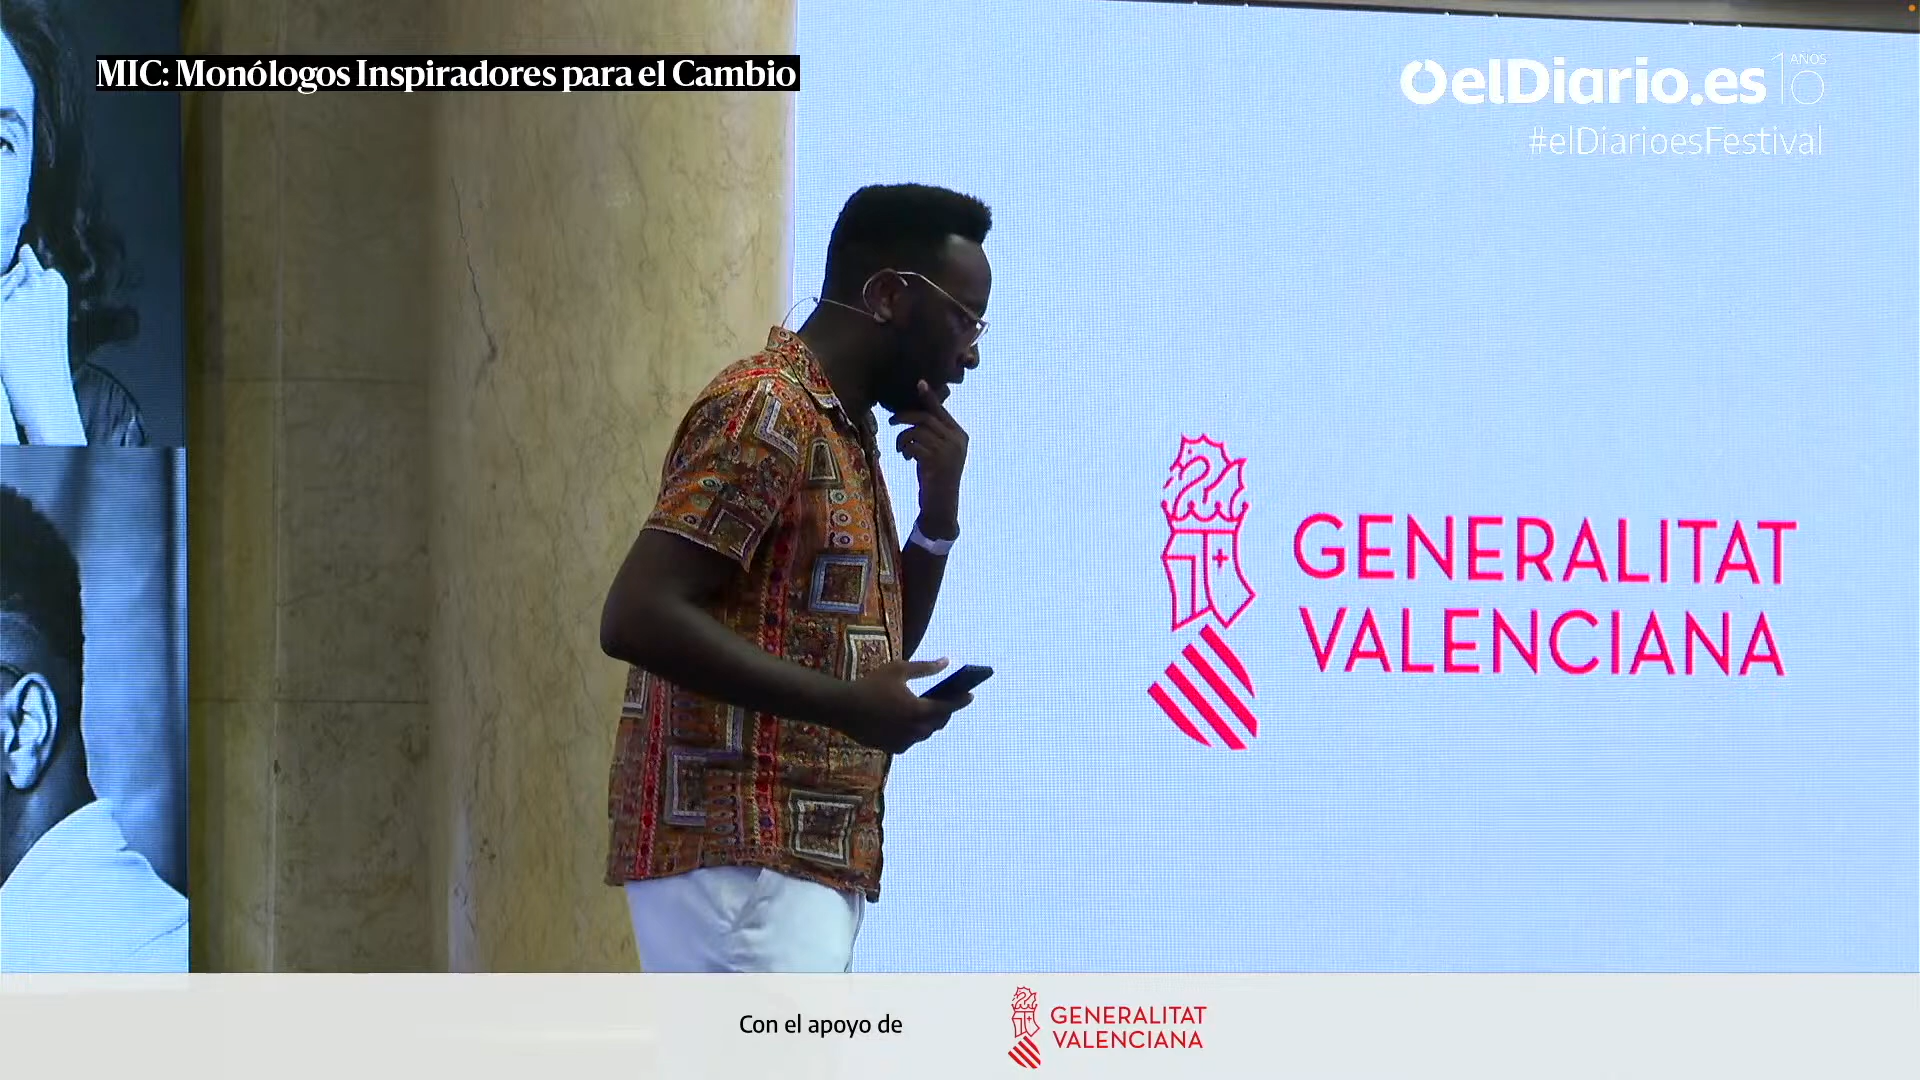 MIC: Monólogos Inspiradores para el Cambio
elDiario.es 10 AÑOS
#elDiarioesFestival
GENERALITAT
VALENCIANA
Con el apoyo de
GENERALITAT
VALENCIANA